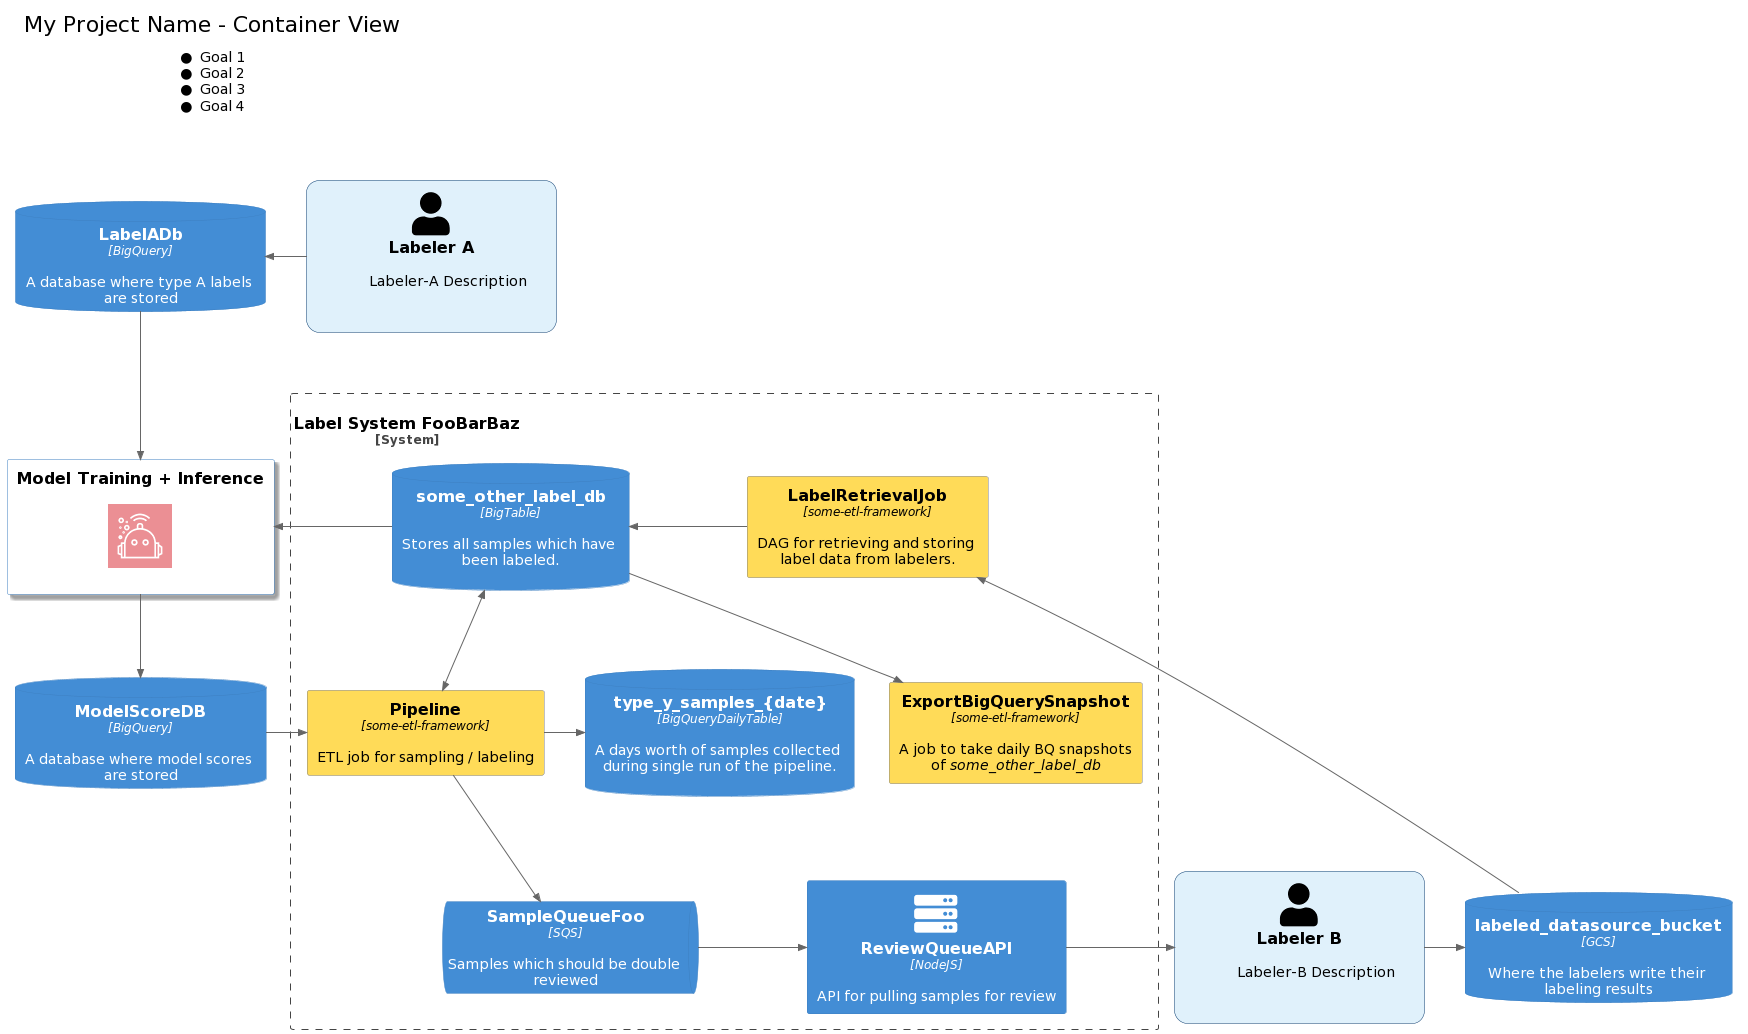 My Project Name - Container View
Goal 1
Goal 2
Goal 3
Goal 4
LabelADb
[BigQuery]
A database where type A labels
are stored
Labeler A
Labeler-A Description
Label System FooBarBaz
[System]
Model Training + Inference
some_other_label_db
[BigTable]
Stores all samples which have
been labeled.
LabelRetrievalJob
[some-etl-framework]
DAG for retrieving and storing
label data from labelers.
ModelScoreDB
[BigQuery]
A database where model scores
are stored
Pipeline
[some-etl-framework]
ETL job for sampling / labeling
type_y_samples_{date}
[BigQueryDailyTable]
A days worth of samples collected
during single run of the pipeline.
ExportBigQuerySnapshot
[some-etl-framework]
A job to take daily BQ snapshots
of some_other_label_db
SampleQueueFoo
[SQS]
Samples which should be double
reviewed
ReviewQueueAPI
[NodeJS]
API for pulling samples for review
Labeler B
Labeler-B Description
labeled_datasource_bucket
[GCS]
Where the labelers write their
labeling results